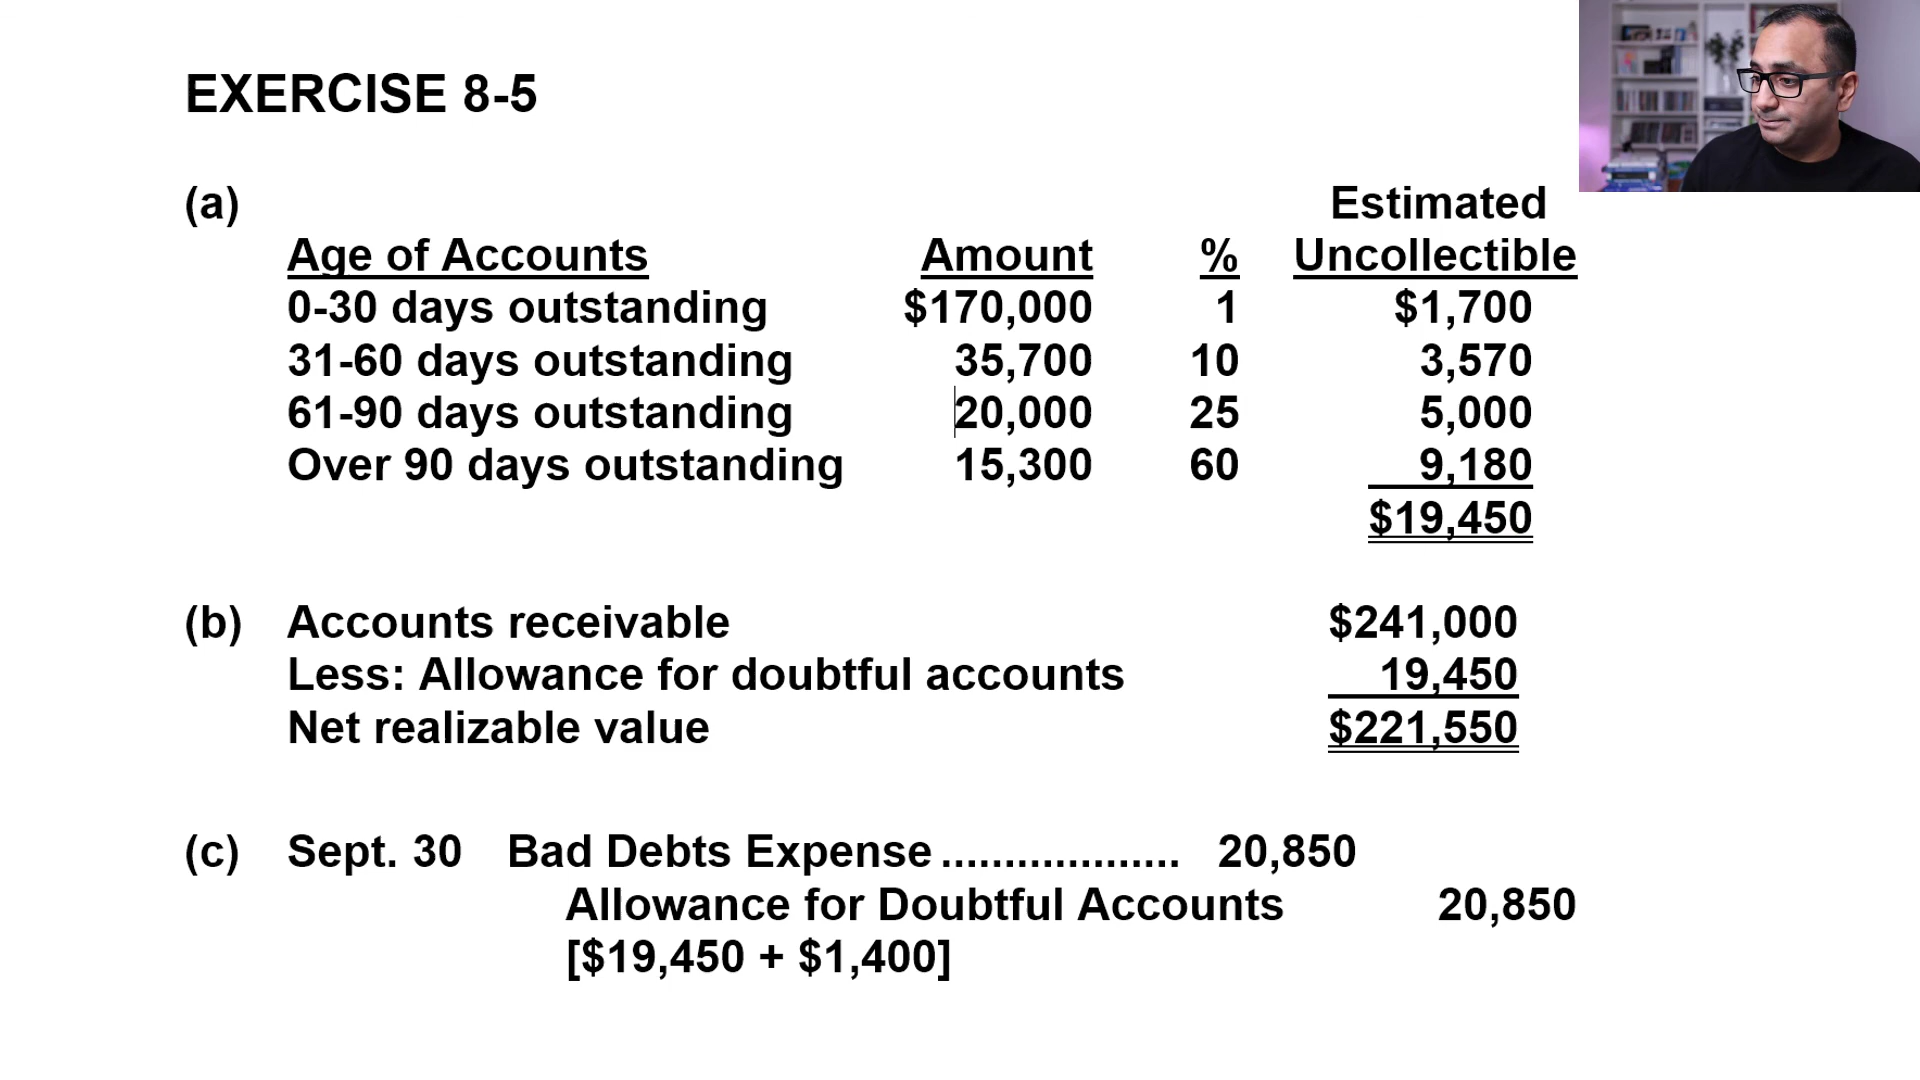 EXERCISE 8-5
(a) Estimated
Age of Accounts Amount % Uncollectible
0-30 days outstanding $170,000 1 $1,700
31-60 days outstanding 35,700 10 3,570
61-90 days outstanding 20,000 25 5,000
Over 90 days outstanding 15,300 60 9,180
$19,450
(b) Accounts receivable $241,000
Less: Allowance for doubtful accounts 19,450
Net realizable value $221,550
(c) Sept. 30 Bad Debts Expense ................... 20,850
Allowance for Doubtful Accounts 20,850
[$19,450 + $1,400]